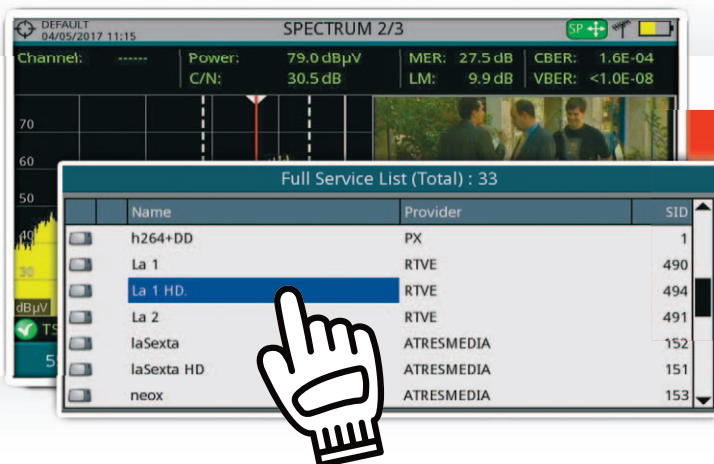 DEFAULT
04/05/2017 11:15
SPECTRUM 2/3
SP
Channel: ------ Power: 79.0 dBµV MER: 27.5 dB CBER: 1.6E-04
C/N: 30.5 dB LM: 9.9 dB VBER: <1.0E-08
70
60
Full Service List (Total) : 33
50
Name Provider SID
40
h264+DD PX 1
La 1 RTVE 490
30
La 1 HD. RTVE 494
dBµV
La 2 RTVE 491
TS
laSexta ATRESMEDIA 152
5
laSexta HD ATRESMEDIA 151
neox ATRESMEDIA 153